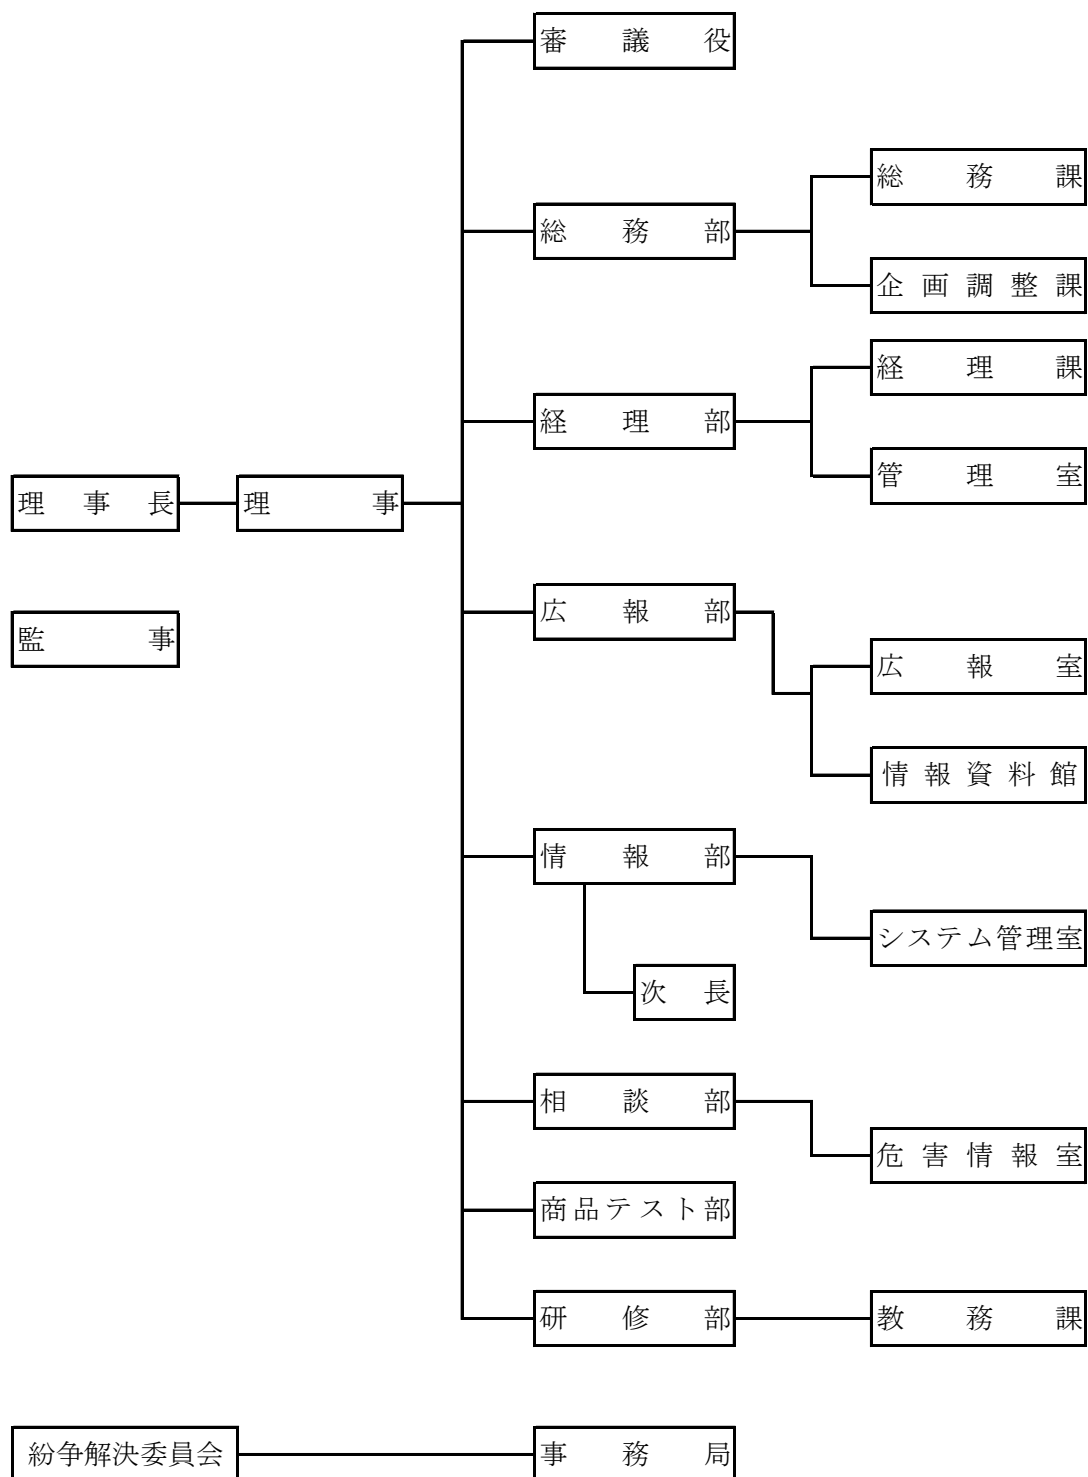 審議役
総務課
総務部
企画調整課
経理課
経理部
管理室
理事長
理事
広報部
監事
広報室
情報資料館
情報部
システム管理室
次長
相談部
危害情報室
商品テスト部
研修部
教務課
紛争解決委員会
事務局